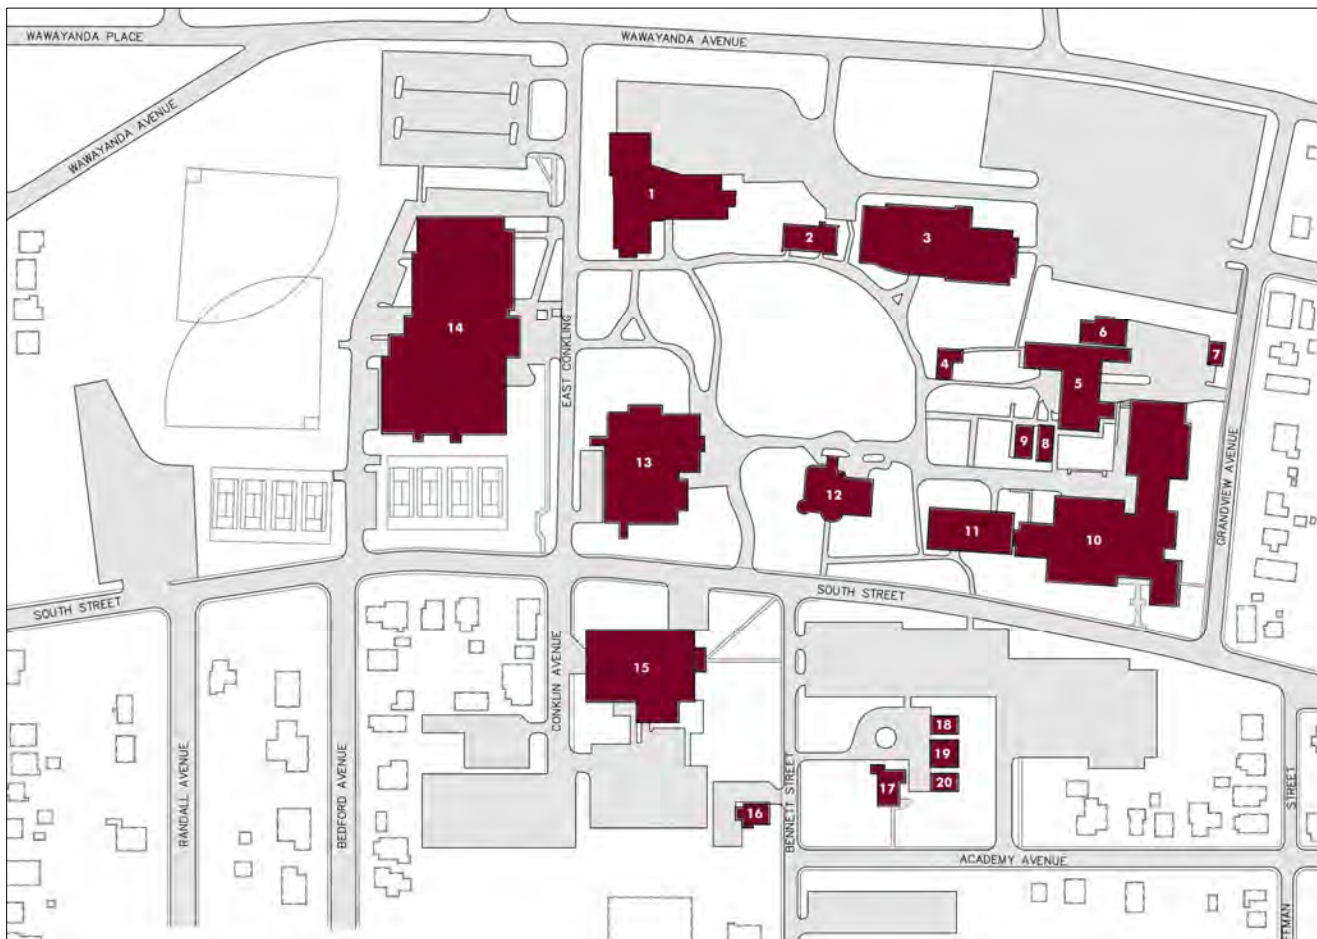 WAWAYANDA PLACE
WAWAYANDA AVENUE
WAWAYANDA AVENUE
1
2
3
14
EAST CONKLING
4
6
7
5
9
8
13
12
11
10
GRANDVIEW AVENUE
SOUTH STREET
SOUTH STREET
CONKLIN AVENUE
15
RANDALL AVENUE
BEDFORD AVENUE
BENNETT STREET
18
19
17
20
16
STREET
ACADEMY AVENUE
FFMAN